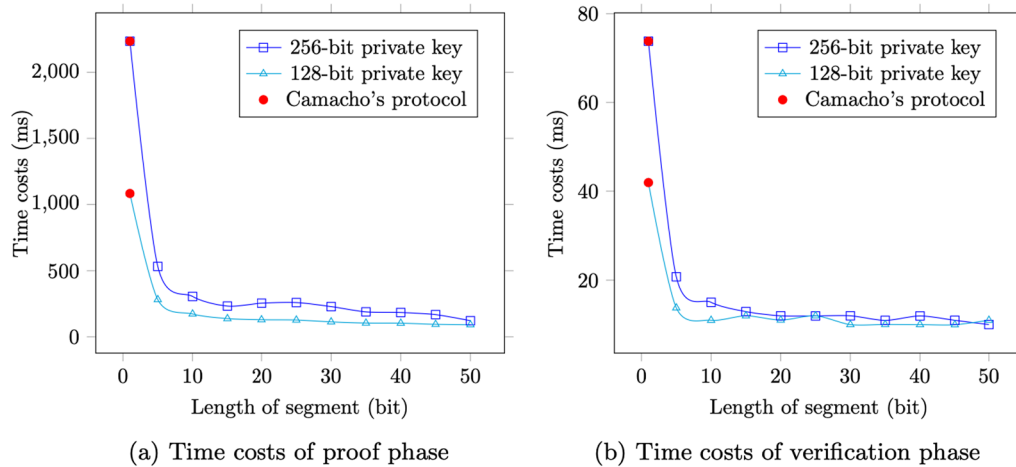 2,000
1,500
1,000
500
0
Time costs (ms)
256-bit private key
128-bit private key
Camacho's protocol
0 10 20 30 40 50
Length of segment (bit)
(a) Time costs of proof phase
80
60
40
20
Time costs (ms)
256-bit private key
128-bit private key
Camacho's protocol
0 10 20 30 40 50
Length of segment (bit)
(b) Time costs of verification phase